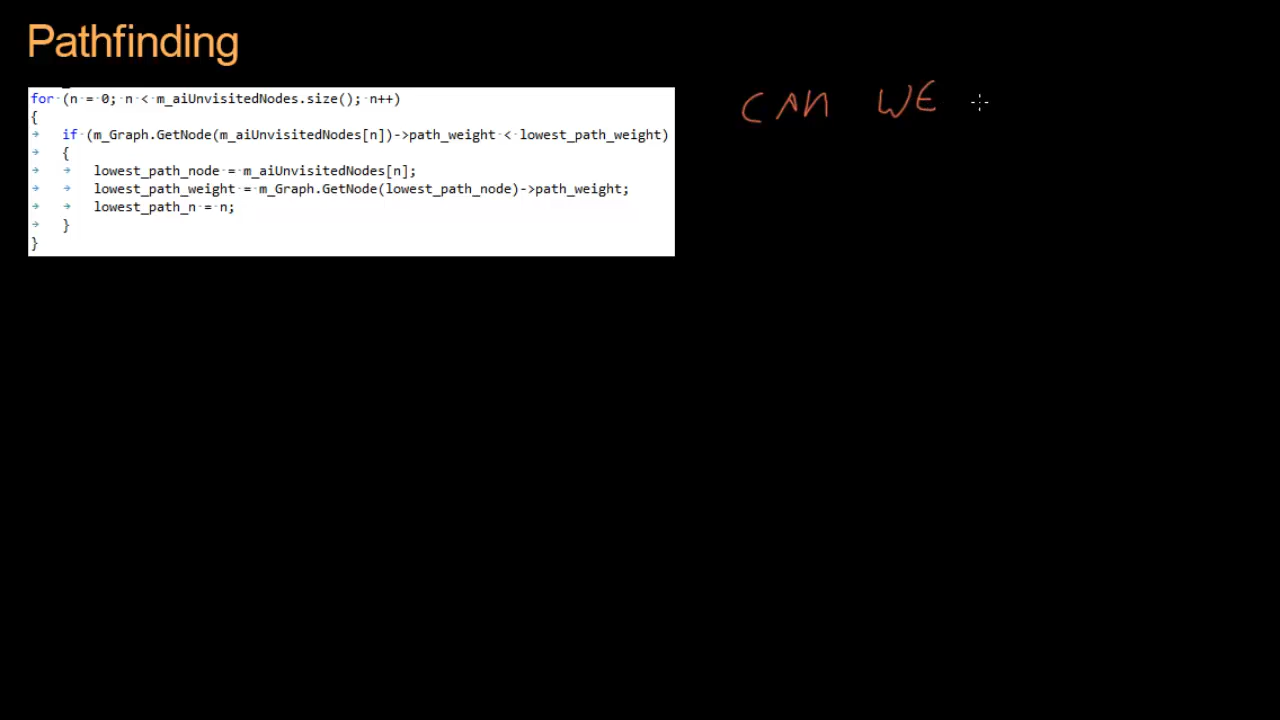 Pathfinding
for (n = 0; n < m_aiUnvisitedNodes.size(); n++)
{
if (m_Graph.GetNode(m_aiUnvisitedNodes[n])->path_weight < lowest_path_weight)
{
lowest_path_node = m_aiUnvisitedNodes[n];
lowest_path_weight = m_Graph.GetNode(lowest_path_node)->path_weight;
lowest_path_n = n;
}
}
CAN WE